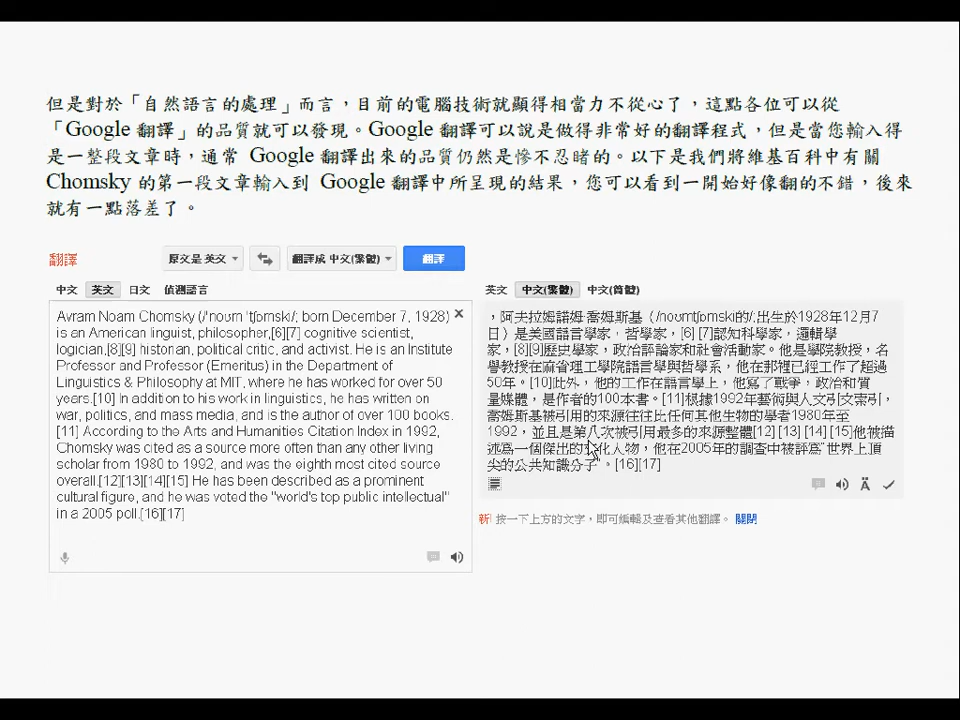 但是對於「自然語言的處理」而言，目前的電腦技術就顯得相當力不從心了，這點各位可以從
「Google 翻譯」的品質就可以發現。Google 翻譯可以說是做得非常好的翻譯程式，但是當您輸入得
是一整段文章時，通常 Google 翻譯出來的品質仍然是慘不忍睹的。以下是我們將維基百科中有關
Chomsky 的第一段文章輸入到 Google 翻譯中所呈現的結果，您可以看到一開始好像翻的不錯，後來
就有一點落差了。
翻譯
原文是 英文
翻譯成 中文(繁體)
翻譯
中文 英文 日文 偵測語言
Avram Noam Chomsky (/ˈnoʊm ˈtʃɒmski/; born December 7, 1928)
is an American linguist, philosopher,[6][7] cognitive scientist,
logician,[8][9] historian, political critic, and activist. He is an Institute
Professor and Professor (Emeritus) in the Department of
Linguistics & Philosophy at MIT, where he has worked for over 50
years.[10] In addition to his work in linguistics, he has written on
war, politics, and mass media, and is the author of over 100 books.
[11] According to the Arts and Humanities Citation Index in 1992,
Chomsky was cited as a source more often than any other living
scholar from 1980 to 1992, and was the eighth most cited source
overall.[12][13][14][15] He has been described as a prominent
cultural figure, and he was voted the "world's top public intellectual"
in a 2005 poll.[16][17]
英文 中文(繁體) 中文(簡體)
，阿夫拉姆諾姆·喬姆斯基（/noʊmtʃɒmski的/;出生於1928年12月7
日）是美國語言學家，哲學家，[6] [7]認知科學家，邏輯學
家，[8][9]歷史學家，政治評論家和社會活動家。他是學院教授，名
譽教授在麻省理工學院語言學與哲學系，他在那裡已經工作了超過
50年。[10]此外，他的工作在語言學上，他寫了戰爭，政治和質
量媒體，是作者的100本書。[11]根據1992年藝術與人文引文索引，
喬姆斯基被引用的來源往往比任何其他生物的學者1980年至
1992，並且是第八次被引用最多的來源整體[12] [13] [14] [15]他被描
述為一個傑出的文化人物，他在2005年的調查中被評為"世界上頂
尖的公共知識分子"。[16][17]
新! 按一下上方的文字，即可編輯及查看其他翻譯。 關閉